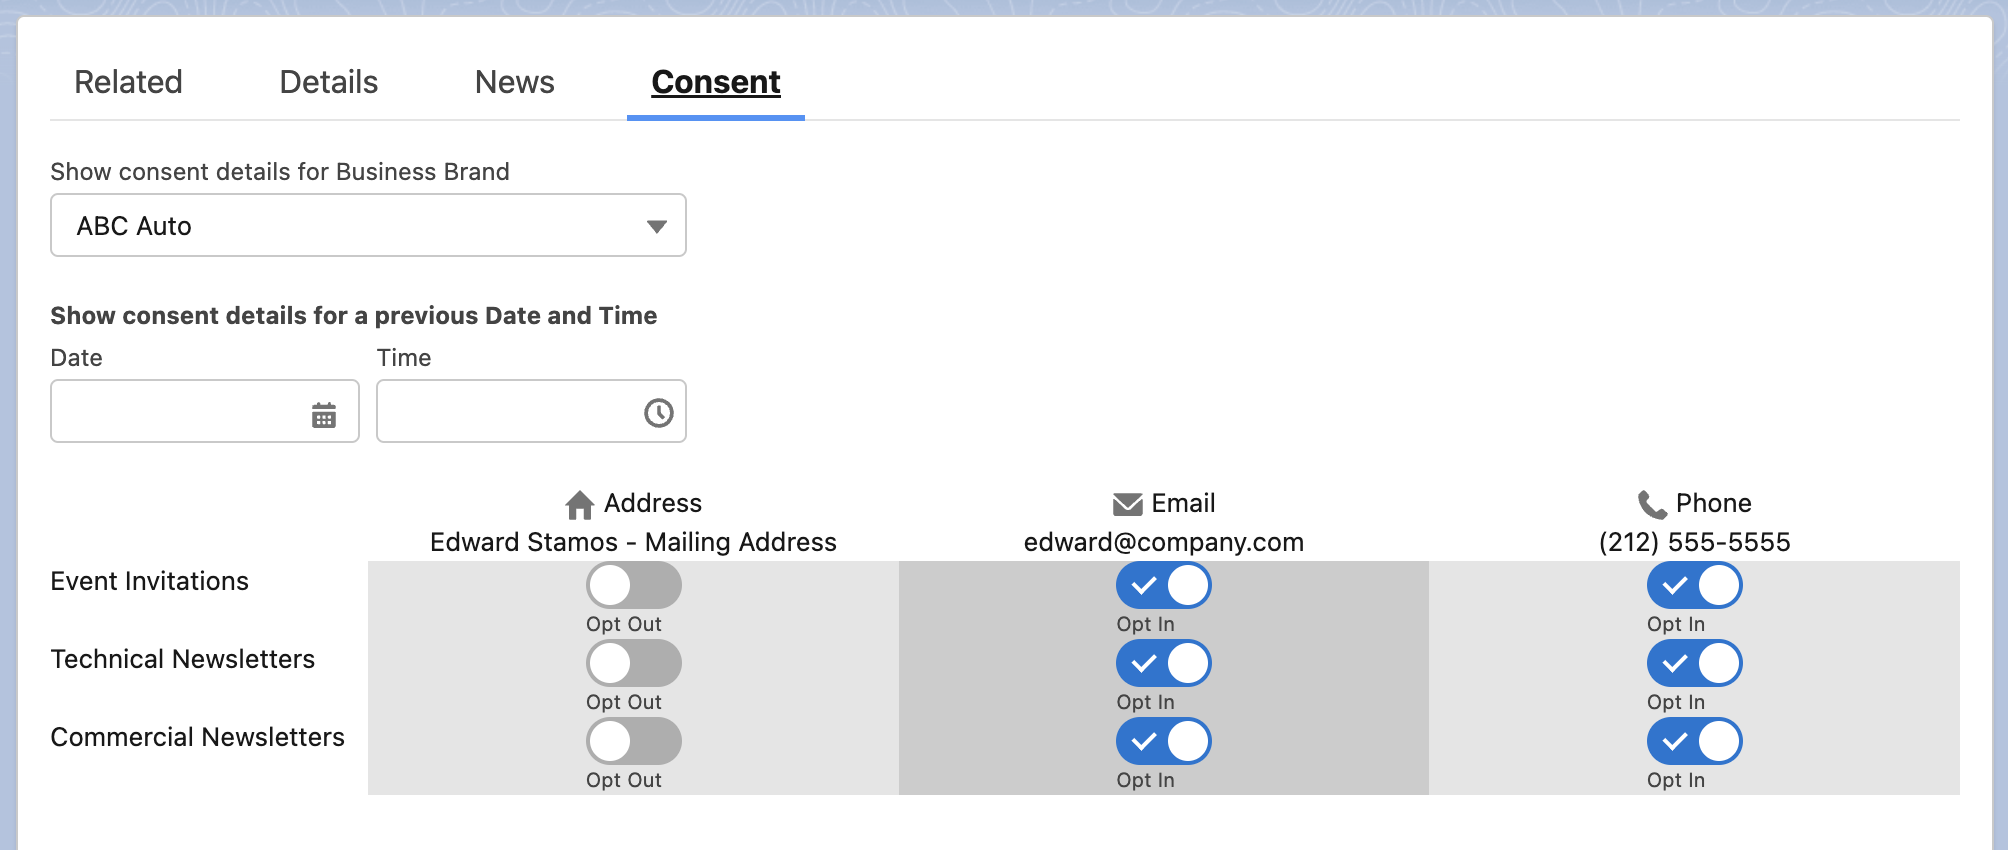 Related Details News Consent
Show consent details for Business Brand
ABC Auto
Show consent details for a previous Date and Time
Date Time
Address Email Phone
Edward Stamos - Mailing Address edward@company.com (212) 555-5555
Event Invitations
Opt Out Opt In Opt In
Technical Newsletters
Opt Out Opt In Opt In
Commercial Newsletters
Opt Out Opt In Opt In